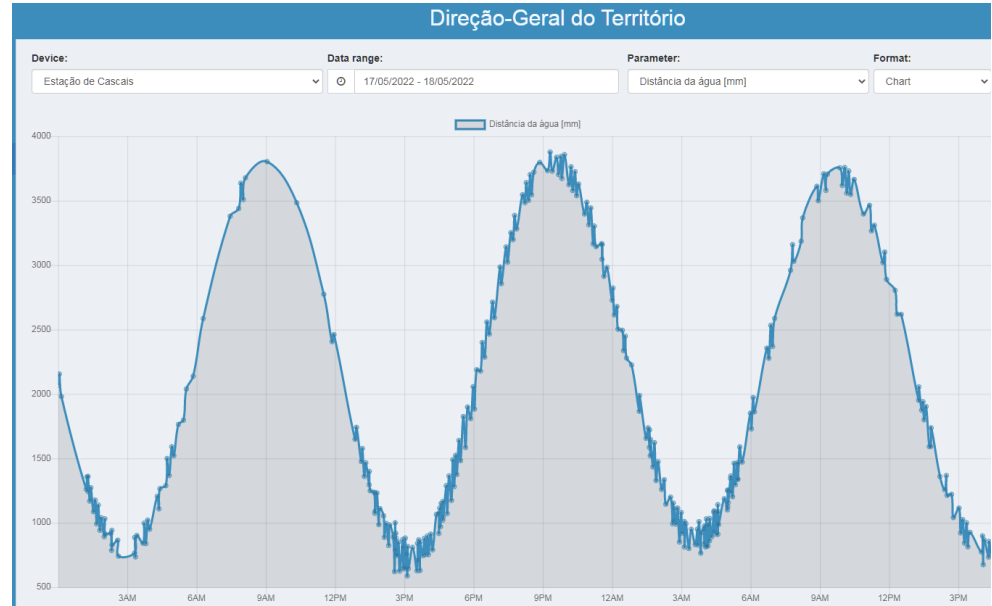 Direção-Geral do Território
Device: Data range: Parameter: Format:
Estação de Cascais 17/05/2022 - 18/05/2022 Distância da água [mm] Chart
Distância da água [mm]
4000
3500
3000
2500
2000
1500
1000
500
3AM 6AM 9AM 12PM 3PM 6PM 9PM 12AM 3AM 6AM 9AM 12PM 3PM